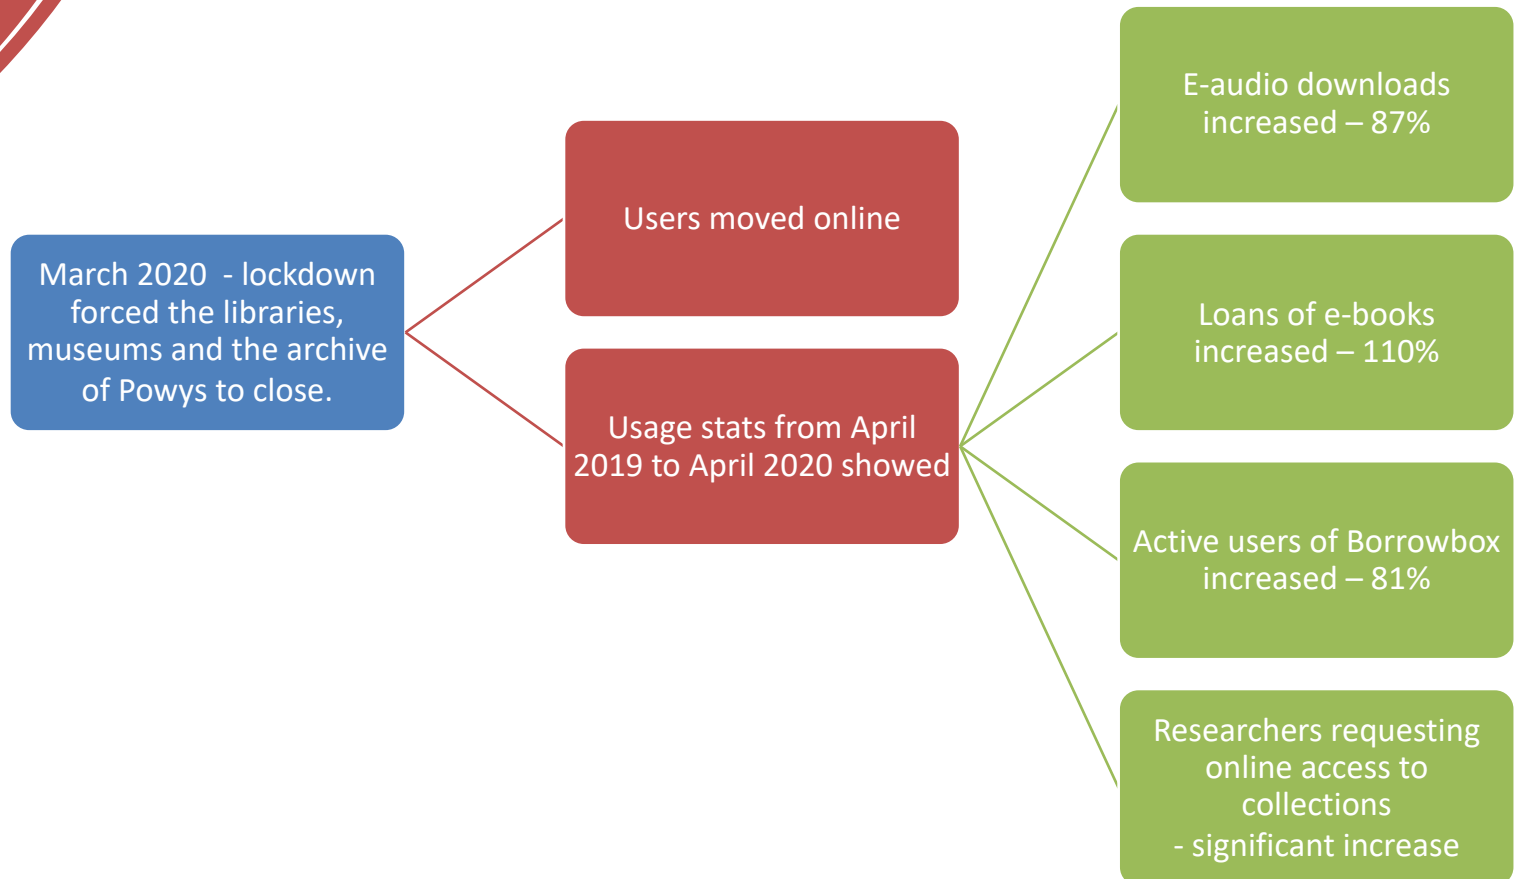 March 2020  - lockdown
forced the libraries,
museums and the archive
of Powys to close.
Users moved online
Usage stats from April
2019 to April 2020 showed
E-audio downloads
increased – 87%
Loans of e-books
increased – 110%
Active users of Borrowbox
increased – 81%
Researchers requesting
online access to
collections
- significant increase